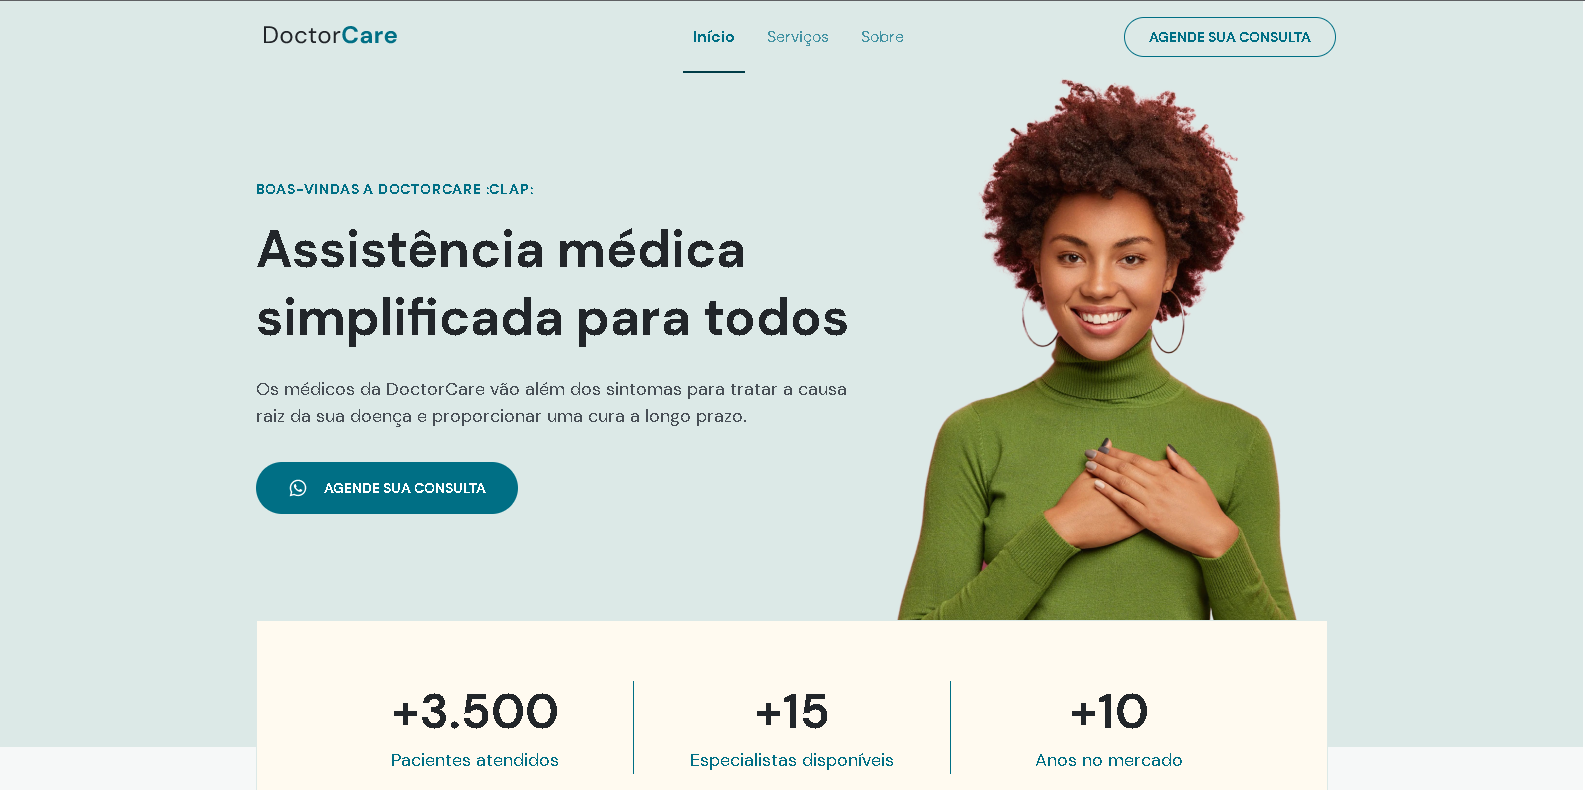 DoctorCare
Início
Serviços
Sobre
AGENDE SUA CONSULTA
BOAS-VINDAS A DOCTORCARE :CLAP:
Assistência médica
simplificada para todos
Os médicos da DoctorCare vão além dos sintomas para tratar a causa
raiz da sua doença e proporcionar uma cura a longo prazo.
AGENDE SUA CONSULTA
+3.500
Pacientes atendidos
+15
Especialistas disponíveis
+10
Anos no mercado